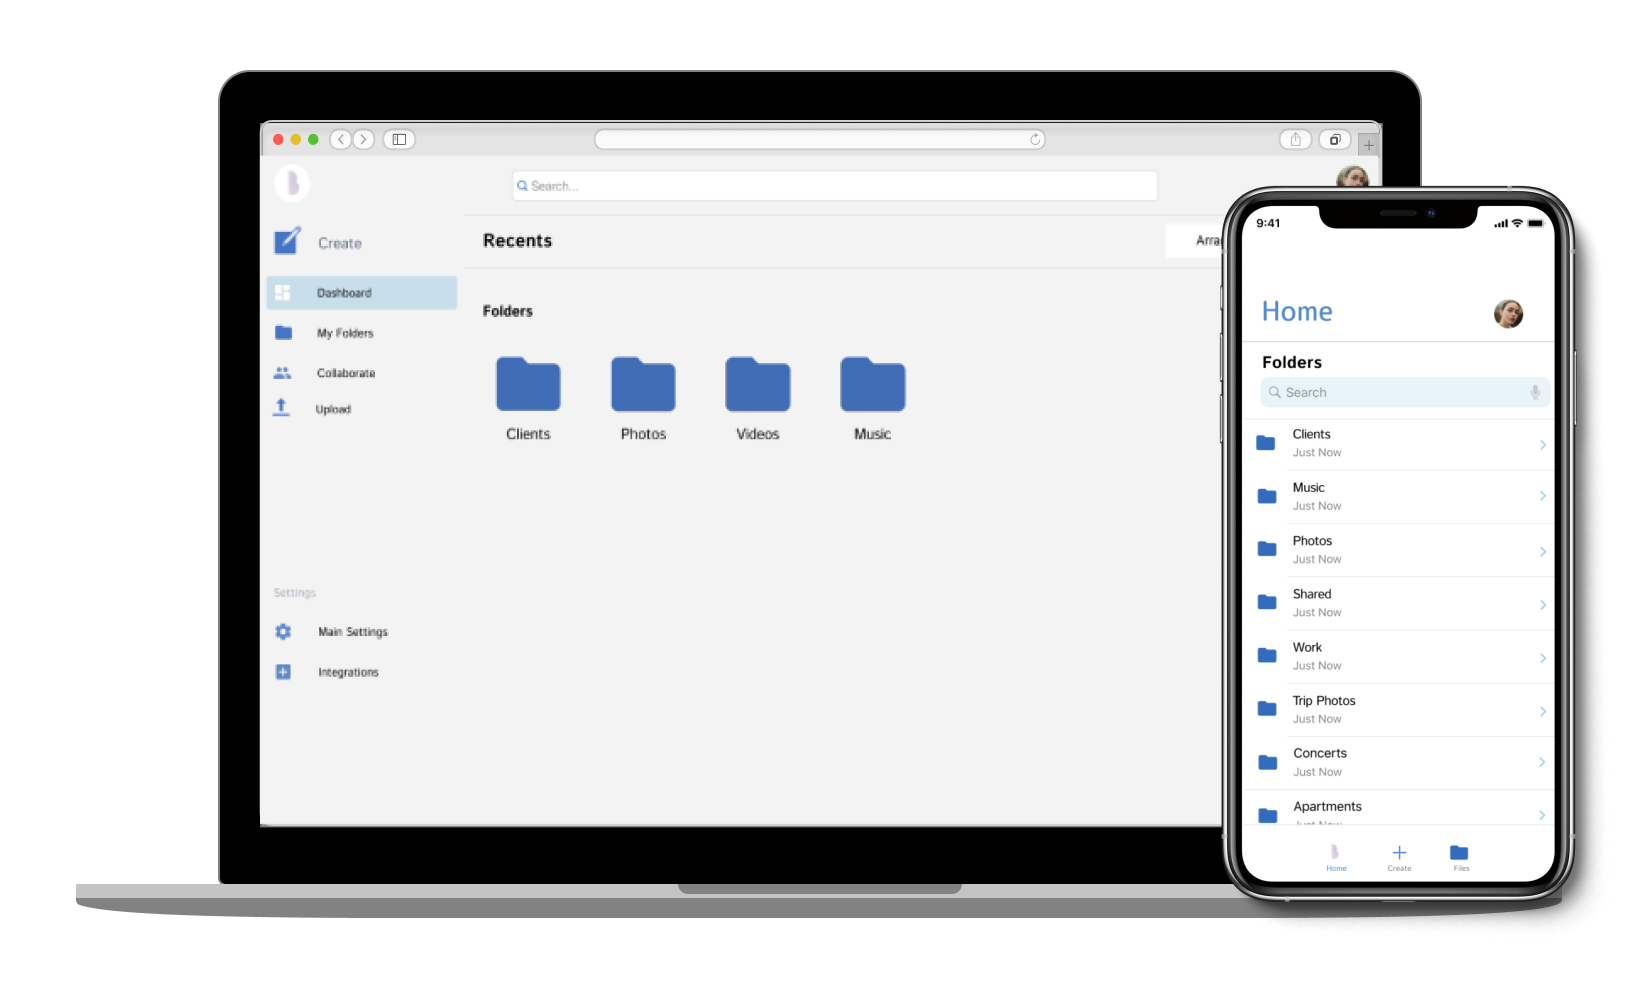 Search...
Create
Recents
Arra
Dashboard
My Folders
Collaborate
Upload
Folders
Clients
Photos
Videos
Music
Settings
Main Settings
Integrations
9:41
Home
Folders
Search
Clients
Just Now
Music
Just Now
Photos
Just Now
Shared
Just Now
Work
Just Now
Trip Photos
Just Now
Concerts
Just Now
Apartments
Just Now
Home
Create
Files